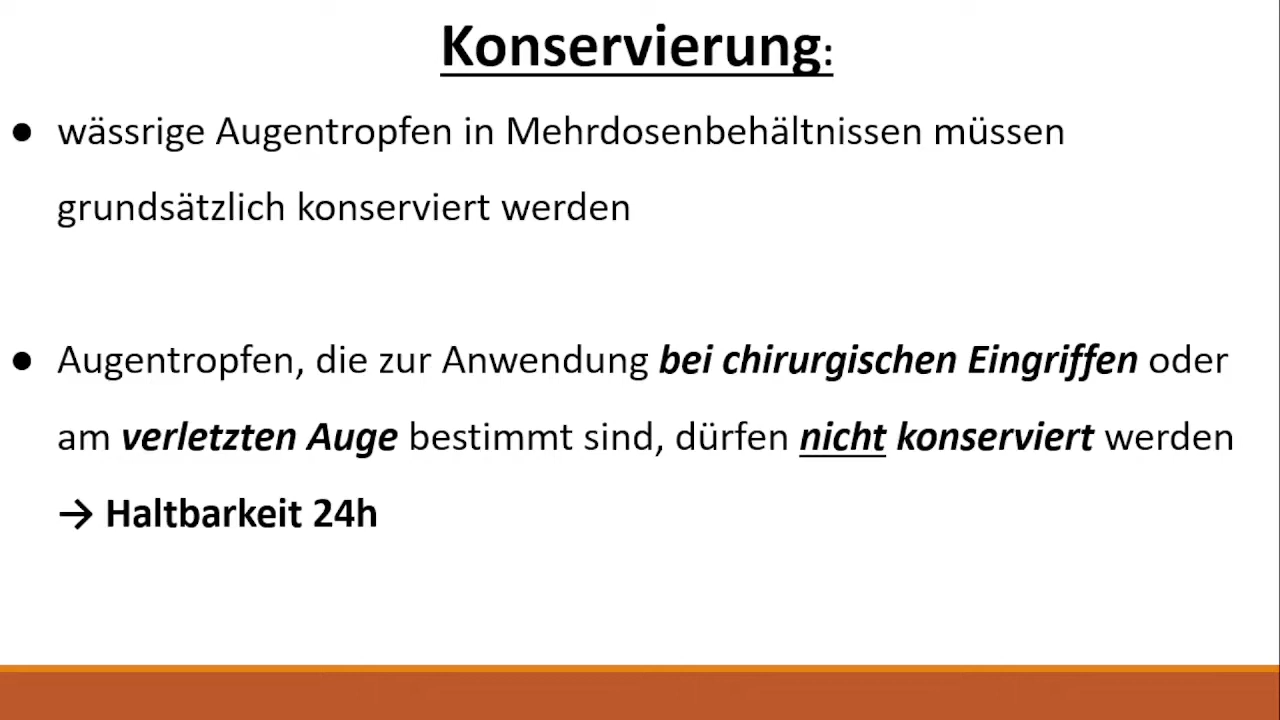 Konservierung:
● wässrige Augentropfen in Mehrdosenbehältnissen müssen
grundsätzlich konserviert werden
● Augentropfen, die zur Anwendung bei chirurgischen Eingriffen oder
am verletzten Auge bestimmt sind, dürfen nicht konserviert werden
→ Haltbarkeit 24h